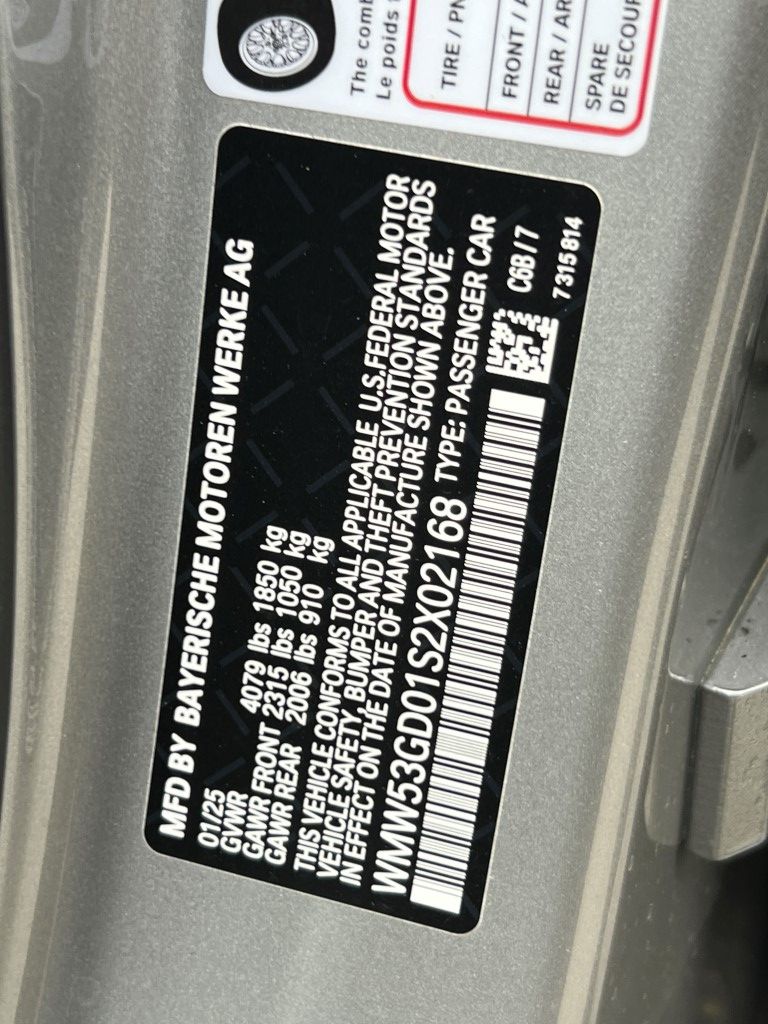 The comb
Le poids t
TIRE / PN
FRONT / A
REAR / AR
SPARE
DE SECOUR
MFD BY BAYERISCHE MOTOREN WERKE AG
01/25
GVWR 4079 lbs 1850 kg
GAWR FRONT 2315 lbs 1050 kg
GAWR REAR 2006 lbs 910 kg
THIS VEHICLE CONFORMS TO ALL APPLICABLE U.S.FEDERAL MOTOR
VEHICLE SAFETY, BUMPER AND THEFT PREVENTION STANDARDS
IN EFFECT ON THE DATE OF MANUFACTURE SHOWN ABOVE.
WMW53GD01S2X02168 TYPE: PASSENGER CAR
C6B / 7
7 315 814